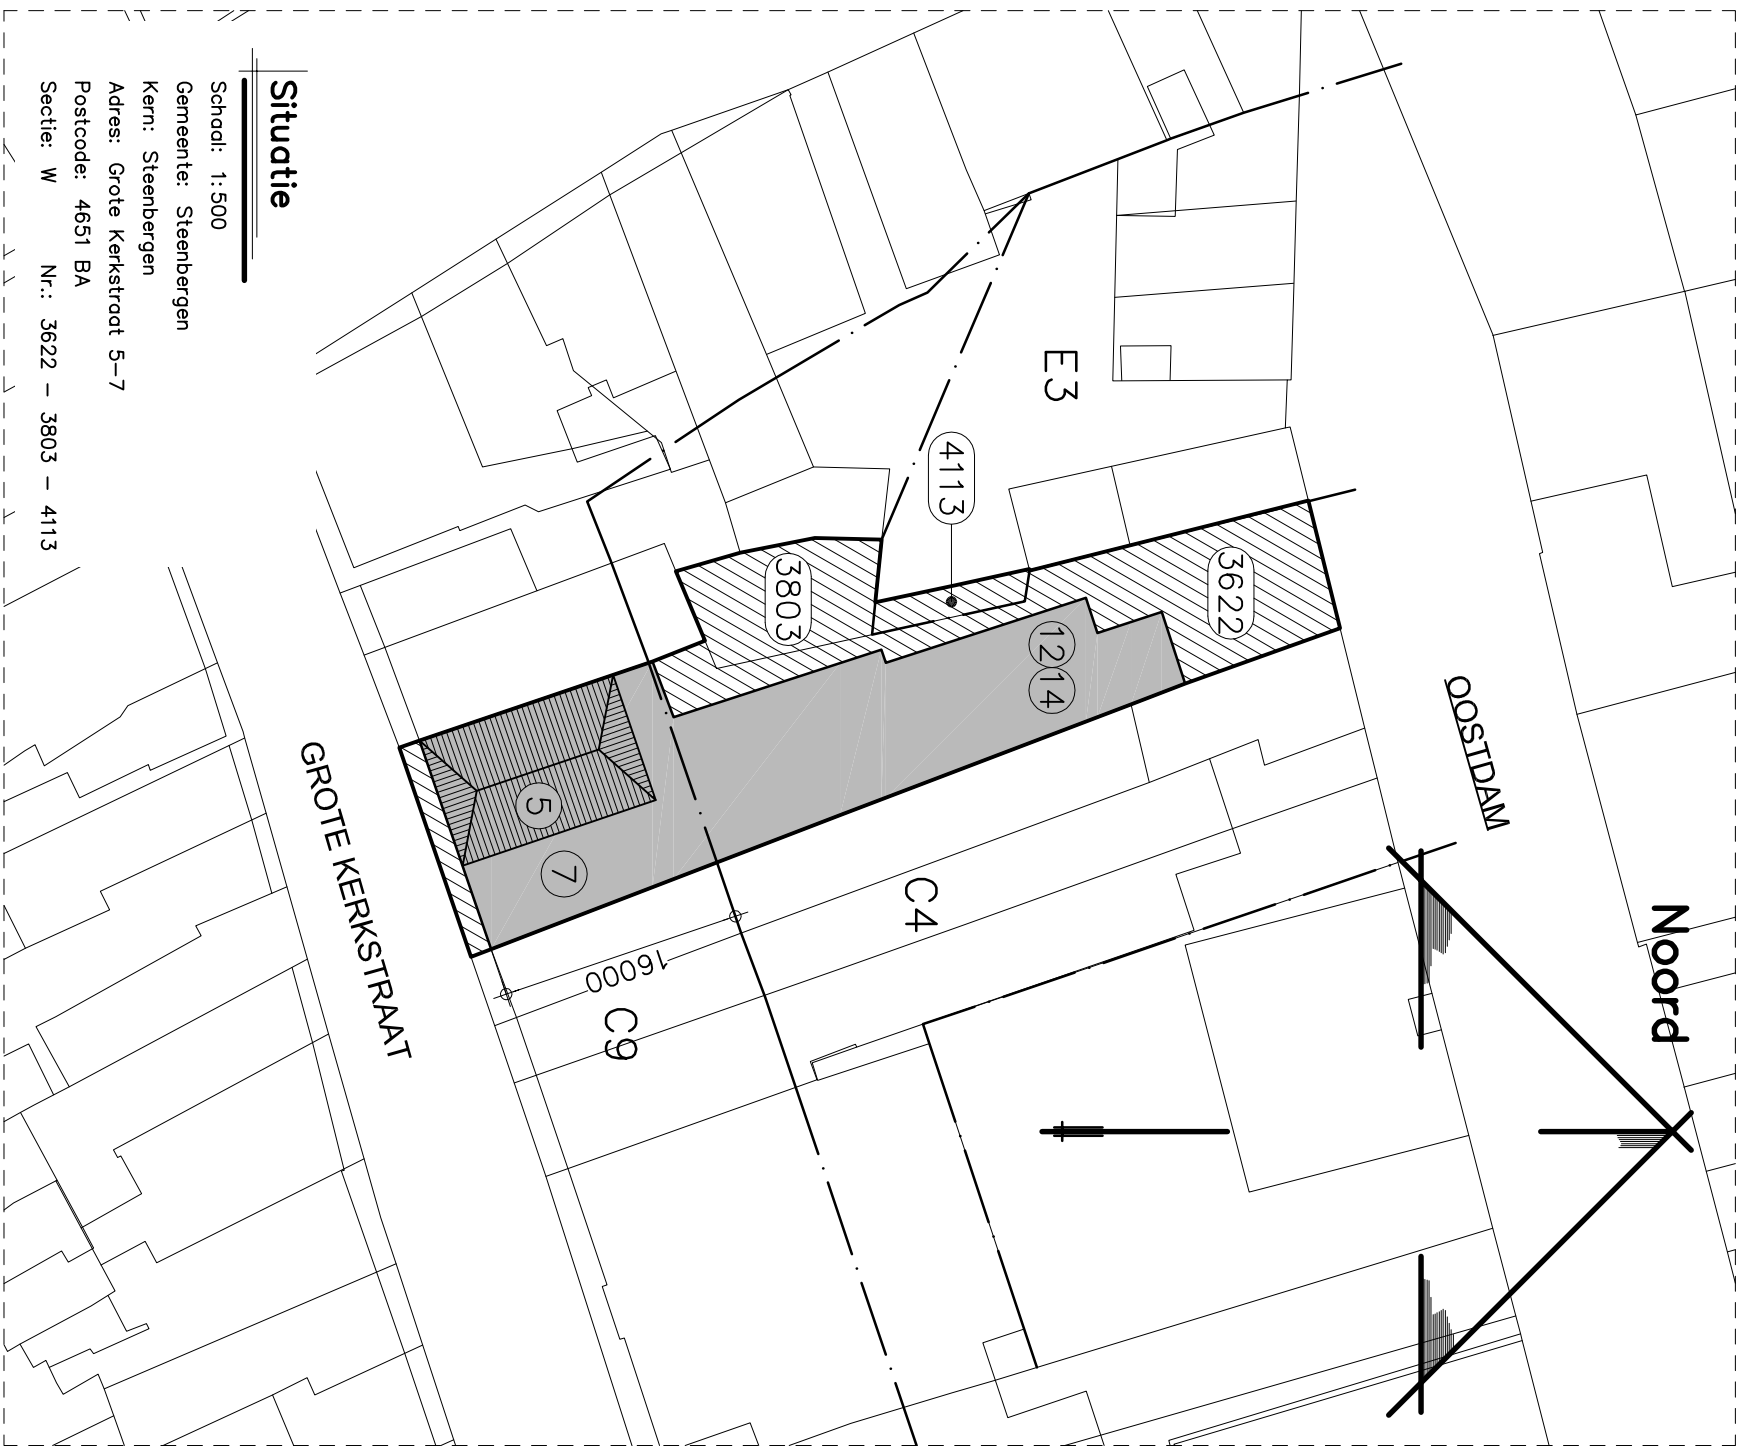 Situatie
Schaal: 1:500
Gemeente: Steenbergen
Kern: Steenbergen
Adres: Grote Kerkstraat 5-7
Postcode: 4651 BA
Sectie: W Nr.: 3622 - 3803 - 4113
Noord
OOSTDAM
E3
4113
3622
3803
12 14
5
7
C4
16000
C9
GROTE KERKSTRAAT